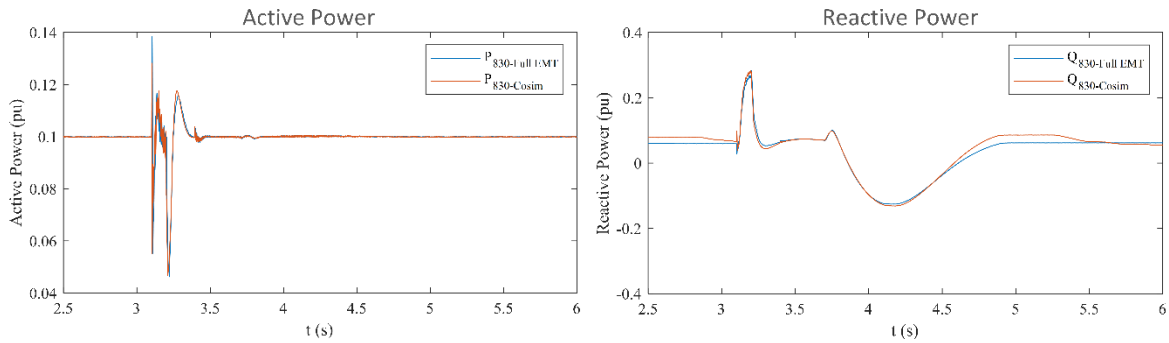 Active Power
0.14
0.12
0.1
0.08
0.06
0.04
Active Power (pu)
2.5 3 3.5 4 4.5 5 5.5 6
t (s)
P830-Full EMT
P830-Cosim
Reactive Power
0.4
0.2
0
-0.2
-0.4
Reactive Power (pu)
2.5 3 3.5 4 4.5 5 5.5 6
t (s)
Q830-Full EMT
Q830-Cosim